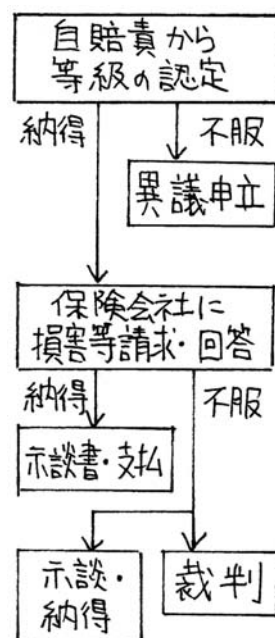 自賠責から
等級の認定
納得
不服
異議申立
保険会社に
損害等請求・回答
納得
不服
示談書・支払
示談・
納得
裁判